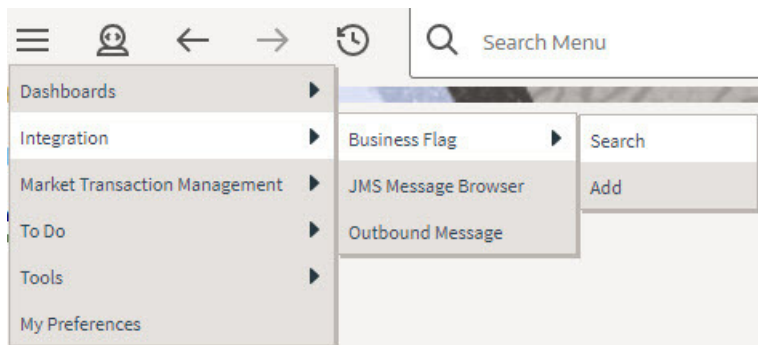 Search Menu
Dashboards
Integration
Business Flag
Search
Market Transaction Management
JMS Message Browser
Add
To Do
Outbound Message
Tools
My Preferences